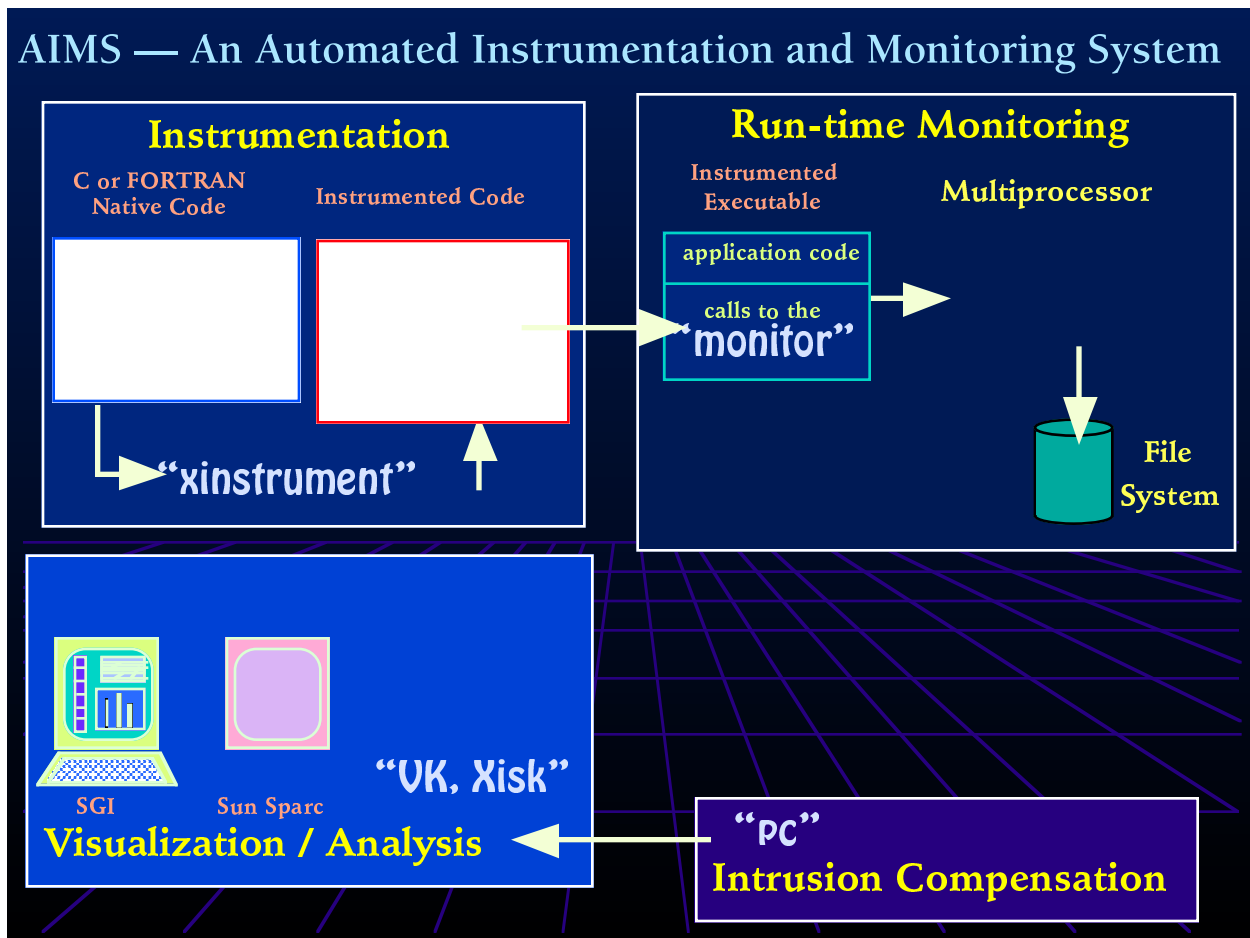 AIMS — An Automated Instrumentation and Monitoring System
Instrumentation
C or FORTRAN
Native Code
Instrumented Code
“xinstrument”
Run-time Monitoring
Instrumented
Executable
Multiprocessor
application code
calls to the
“monitor”
File
System
“VK, Xisk”
SGI
Sun Sparc
Visualization / Analysis
“pc”
Intrusion Compensation